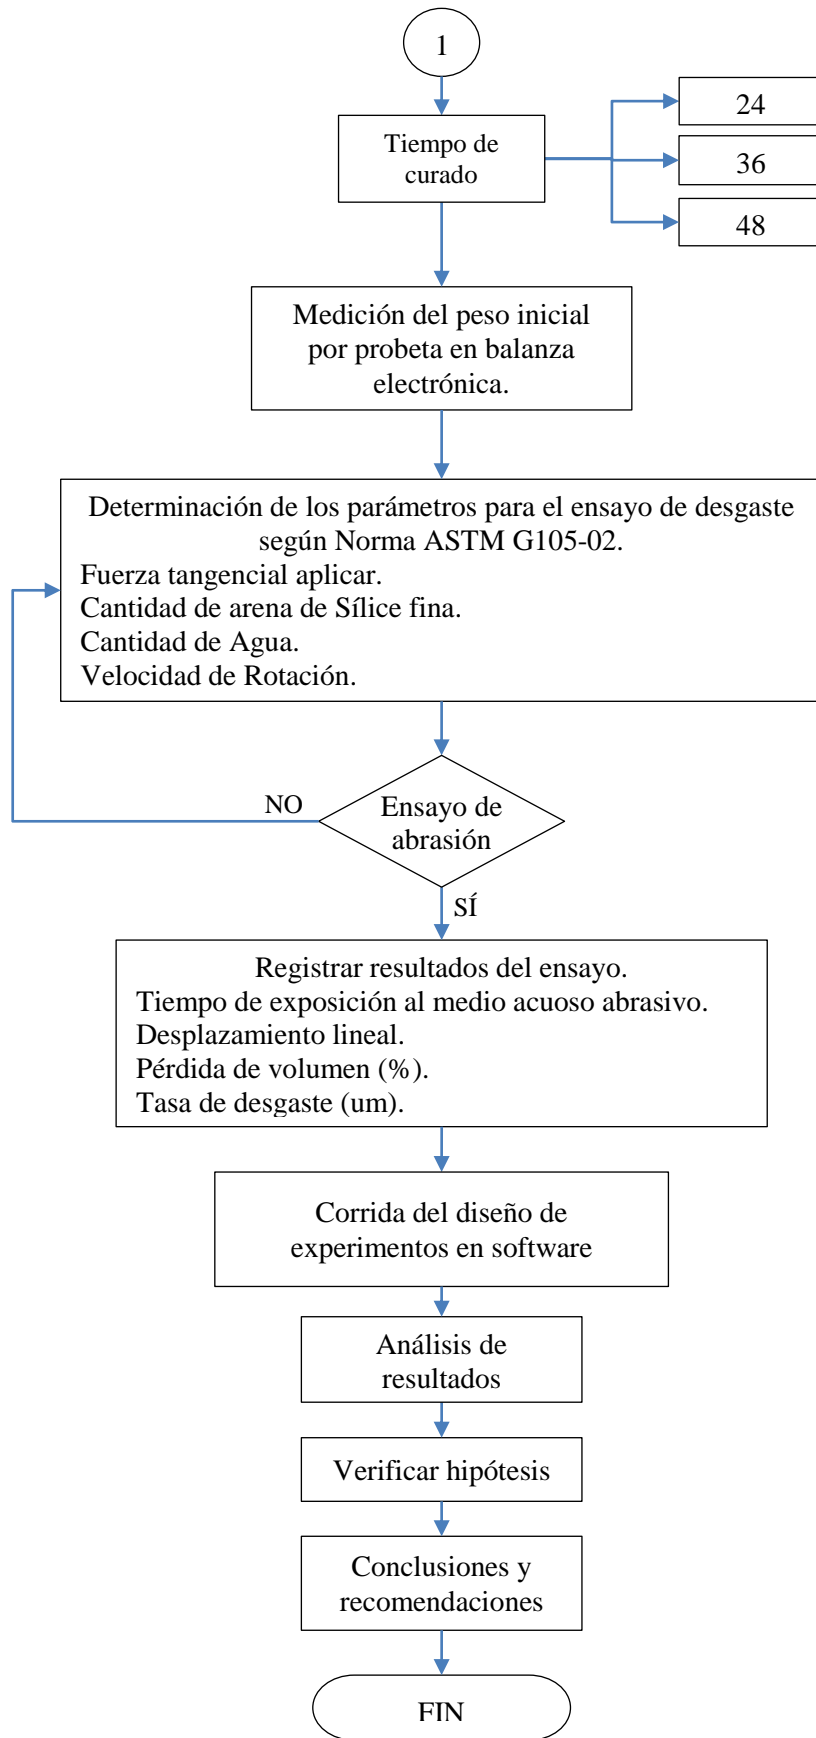 1
Tiempo de
curado
24
36
48
Medición del peso inicial
por probeta en balanza
electrónica.
Determinación de los parámetros para el ensayo de desgaste
según Norma ASTM G105-02.
Fuerza tangencial aplicar.
Cantidad de arena de Sílice fina.
Cantidad de Agua.
Velocidad de Rotación.
NO
Ensayo de
abrasión
SÍ
Registrar resultados del ensayo.
Tiempo de exposición al medio acuoso abrasivo.
Desplazamiento lineal.
Pérdida de volumen (%).
Tasa de desgaste (um).
Corrida del diseño de
experimentos en software
Análisis de
resultados
Verificar hipótesis
Conclusiones y
recomendaciones
FIN